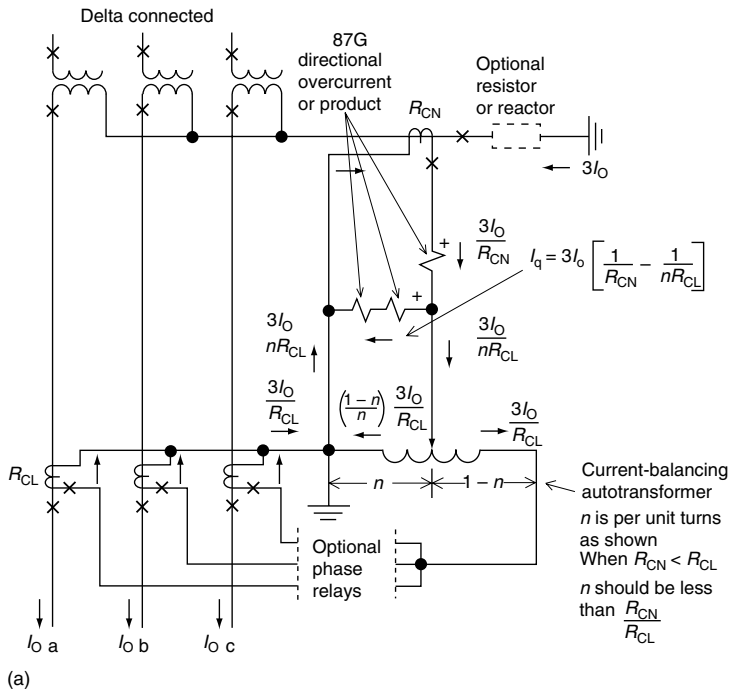 Delta connected
87G
directional
overcurrent
or product
R_CN
Optional
resistor
or reactor
3I_O
+
3I_O / R_CN
I_q = 3I_o [1/R_CN − 1/(nR_CL)]
+
3I_O
nR_CL
3I_O / nR_CL
3I_O / R_CL
((1−n)/n) 3I_O / R_CL
3I_O / R_CL
R_CL
n
1 − n
Current-balancing
autotransformer
n is per unit turns
as shown
When R_CN < R_CL
n should be less
than R_CN / R_CL
Optional
phase
relays
I_O a
I_O b
I_O c
(a)